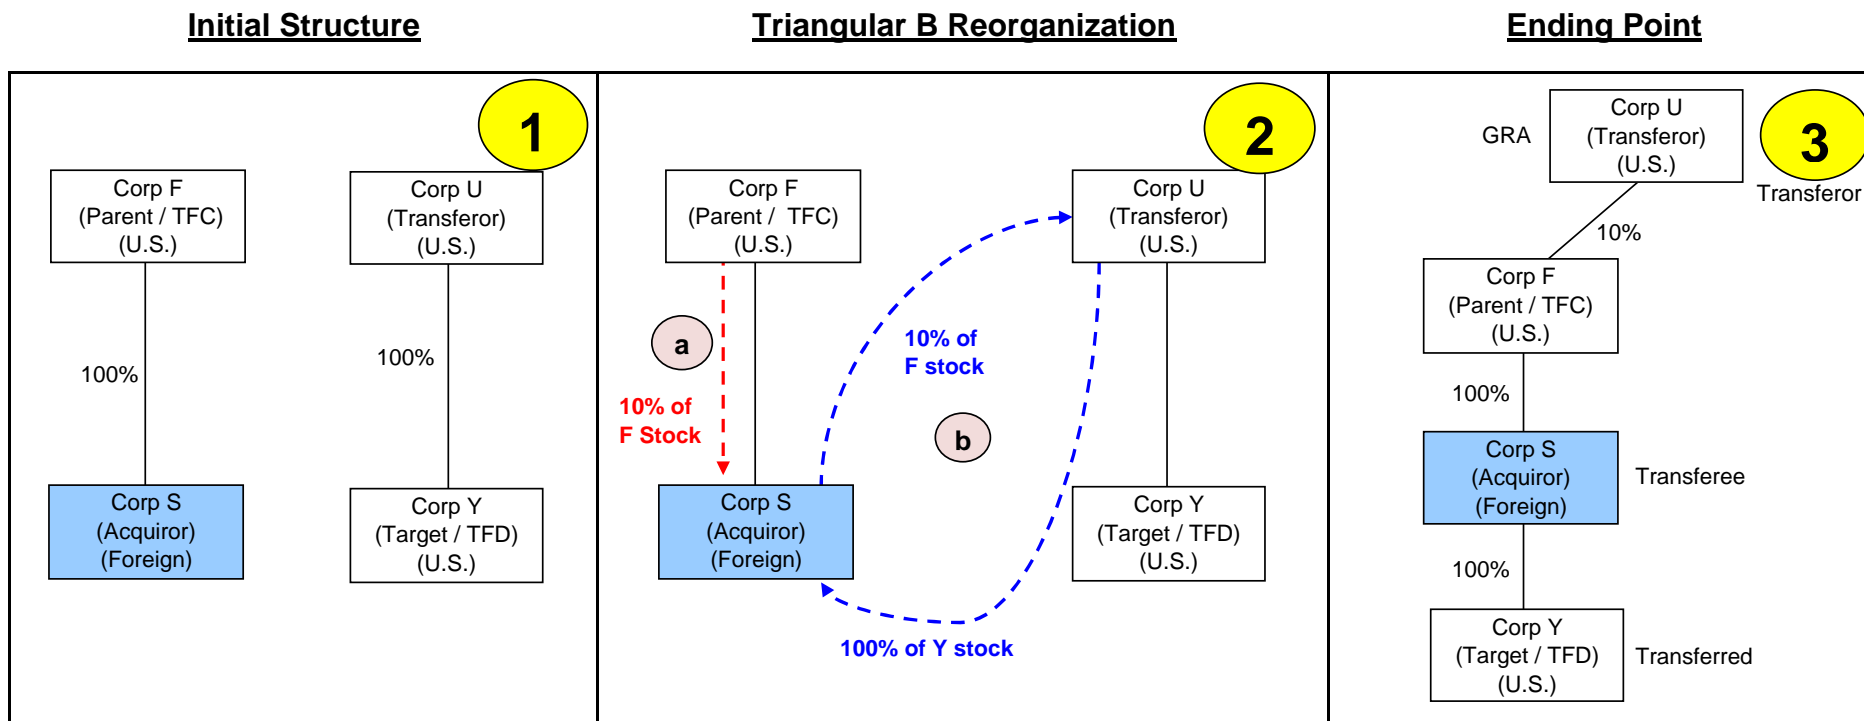 Initial Structure
Triangular B Reorganization
Ending Point
1
Corp F
(Parent / TFC)
(U.S.)
Corp U
(Transferor)
(U.S.)
100%
100%
Corp S
(Acquiror)
(Foreign)
Corp Y
(Target / TFD)
(U.S.)
2
Corp F
(Parent / TFC)
(U.S.)
Corp U
(Transferor)
(U.S.)
a
10% of
F Stock
10% of
F stock
b
Corp S
(Acquiror)
(Foreign)
Corp Y
(Target / TFD)
(U.S.)
100% of Y stock
GRA
Corp U
(Transferor)
(U.S.)
3
Transferor
10%
Corp F
(Parent / TFC)
(U.S.)
100%
Corp S
(Acquiror)
(Foreign)
Transferee
100%
Corp Y
(Target / TFD)
(U.S.)
Transferred